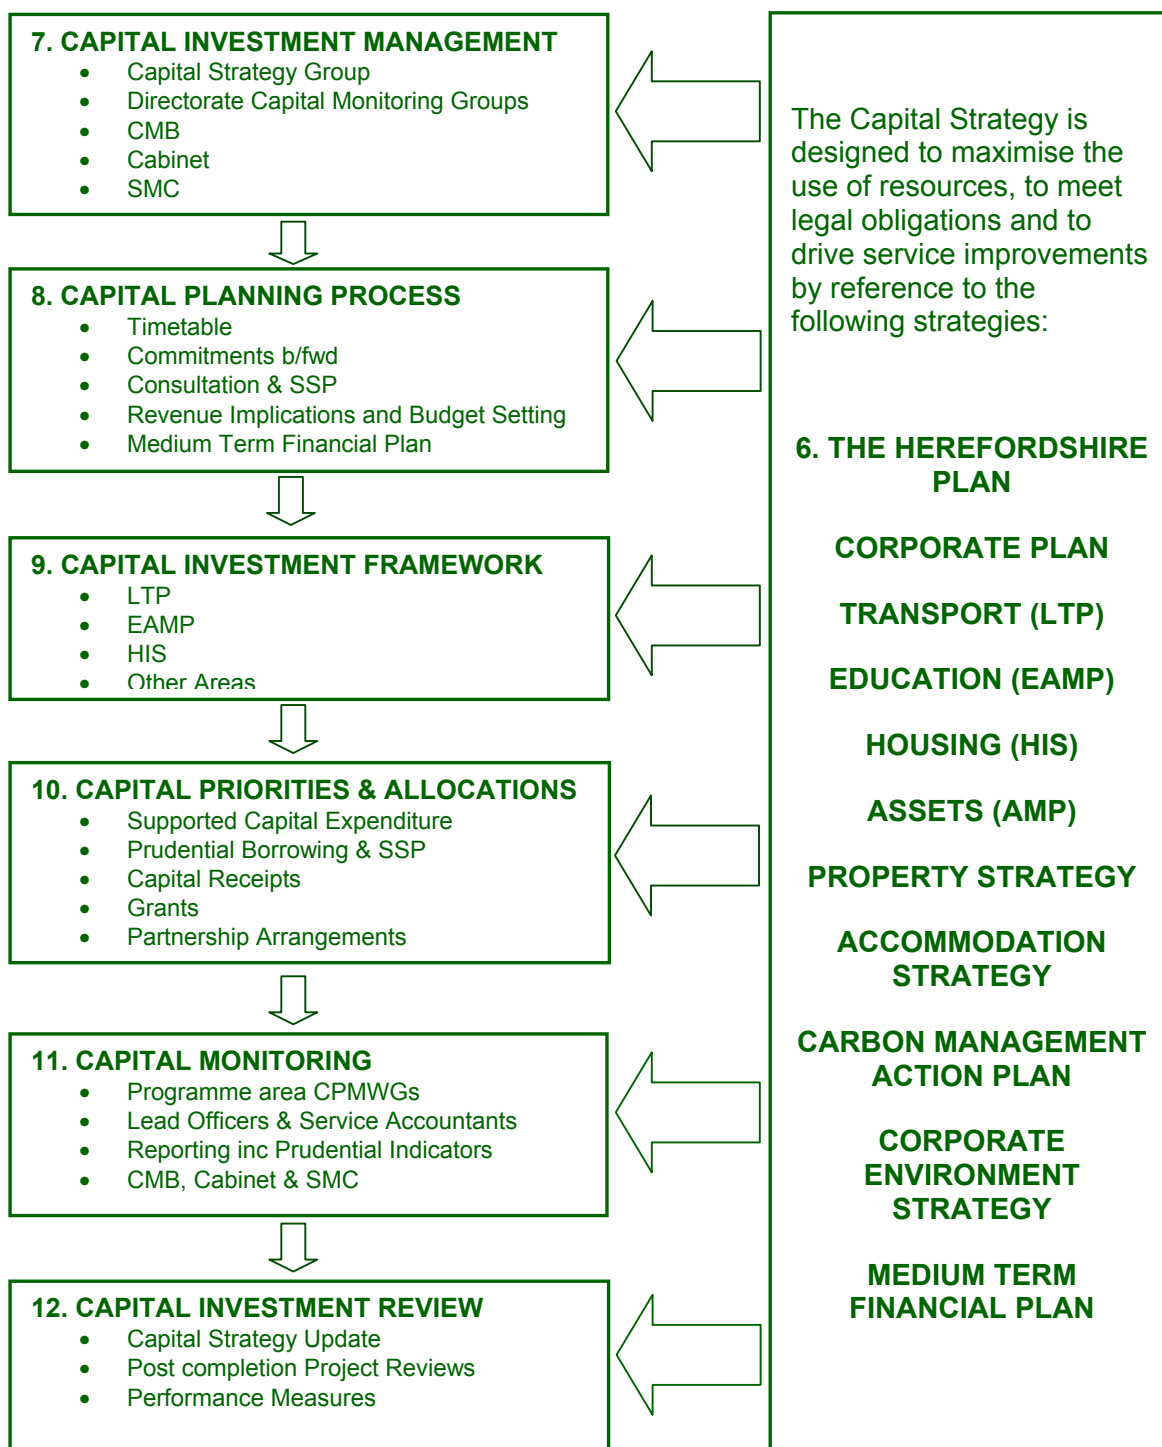 7. CAPITAL INVESTMENT MANAGEMENT
• Capital Strategy Group
• Directorate Capital Monitoring Groups
• CMB
• Cabinet
• SMC
8. CAPITAL PLANNING PROCESS
• Timetable
• Commitments b/fwd
• Consultation & SSP
• Revenue Implications and Budget Setting
• Medium Term Financial Plan
9. CAPITAL INVESTMENT FRAMEWORK
• LTP
• EAMP
• HIS
• Other Areas
10. CAPITAL PRIORITIES & ALLOCATIONS
• Supported Capital Expenditure
• Prudential Borrowing & SSP
• Capital Receipts
• Grants
• Partnership Arrangements
11. CAPITAL MONITORING
• Programme area CPMWGs
• Lead Officers & Service Accountants
• Reporting inc Prudential Indicators
• CMB, Cabinet & SMC
12. CAPITAL INVESTMENT REVIEW
• Capital Strategy Update
• Post completion Project Reviews
• Performance Measures
The Capital Strategy is
designed to maximise the
use of resources, to meet
legal obligations and to
drive service improvements
by reference to the
following strategies:
6. THE HEREFORDSHIRE
PLAN
CORPORATE PLAN
TRANSPORT (LTP)
EDUCATION (EAMP)
HOUSING (HIS)
ASSETS (AMP)
PROPERTY STRATEGY
ACCOMMODATION
STRATEGY
CARBON MANAGEMENT
ACTION PLAN
CORPORATE
ENVIRONMENT
STRATEGY
MEDIUM TERM
FINANCIAL PLAN